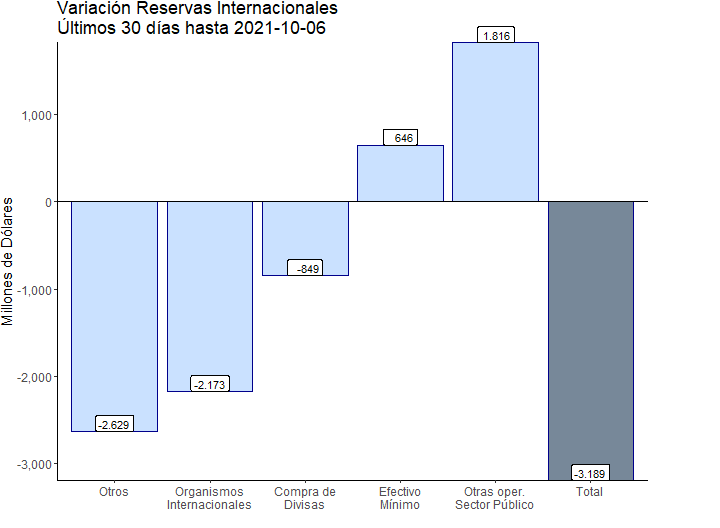 Variación Reservas Internacionales
Últimos 30 días hasta 2021-10-06
Millones de Dólares
1,000
0
-1,000
-2,000
-3,000
-2.629
-2.173
-849
646
1.816
-3.189
Otros
Organismos
Internacionales
Compra de
Divisas
Efectivo
Mínimo
Otras oper.
Sector Público
Total